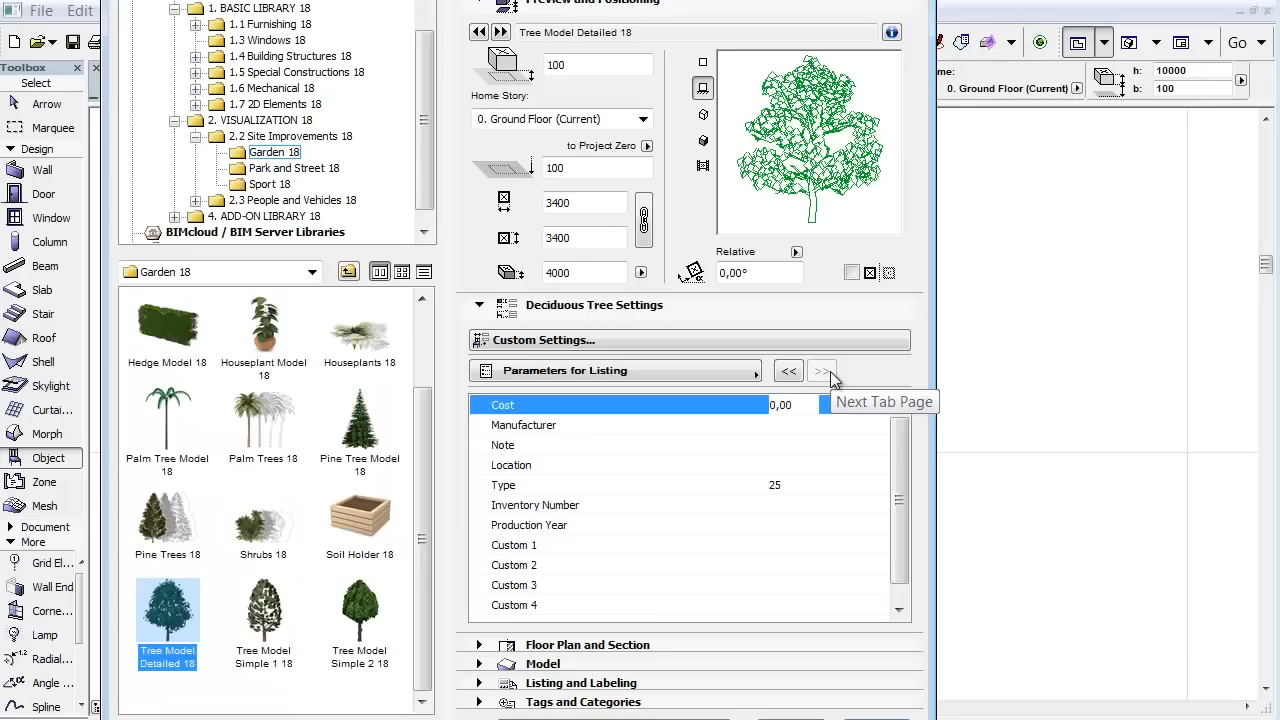 File Edit
Toolbox
Select
Arrow
Marquee
Design
Wall
Door
Window
Column
Beam
Slab
Stair
Roof
Shell
Skylight
Curtai...
Morph
Object
Zone
Mesh
Document
More
Grid El
Wall End
Corne...
Lamp
Radial...
Angle ...
Spline
1. BASIC LIBRARY 18
1.1 Furnishing 18
1.3 Windows 18
1.4 Building Structures 18
1.5 Special Constructions 18
1.6 Mechanical 18
1.7 2D Elements 18
2. VISUALIZATION 18
2.2 Site Improvements 18
Garden 18
Park and Street 18
Sport 18
2.3 People and Vehicles 18
4. ADD-ON LIBRARY 18
BIMcloud / BIM Server Libraries
Garden 18
Hedge Model 18
Houseplant Model 18
Houseplants 18
Palm Tree Model 18
Palm Trees 18
Pine Tree Model 18
Pine Trees 18
Shrubs 18
Soil Holder 18
Tree Model Detailed 18
Tree Model Simple 1 18
Tree Model Simple 2 18
Preview and Positioning
Tree Model Detailed 18
100
Home Story:
0. Ground Floor (Current)
to Project Zero
100
3400
3400
4000
Relative
0,00°
Deciduous Tree Settings
Custom Settings...
Parameters for Listing
<<
>>
Next Tab Page
Cost 0,00
Manufacturer
Note
Location
Type 25
Inventory Number
Production Year
Custom 1
Custom 2
Custom 3
Custom 4
Floor Plan and Section
Model
Listing and Labeling
Tags and Categories
Go
me:
0. Ground Floor (Current)
h: 10000
b: 100